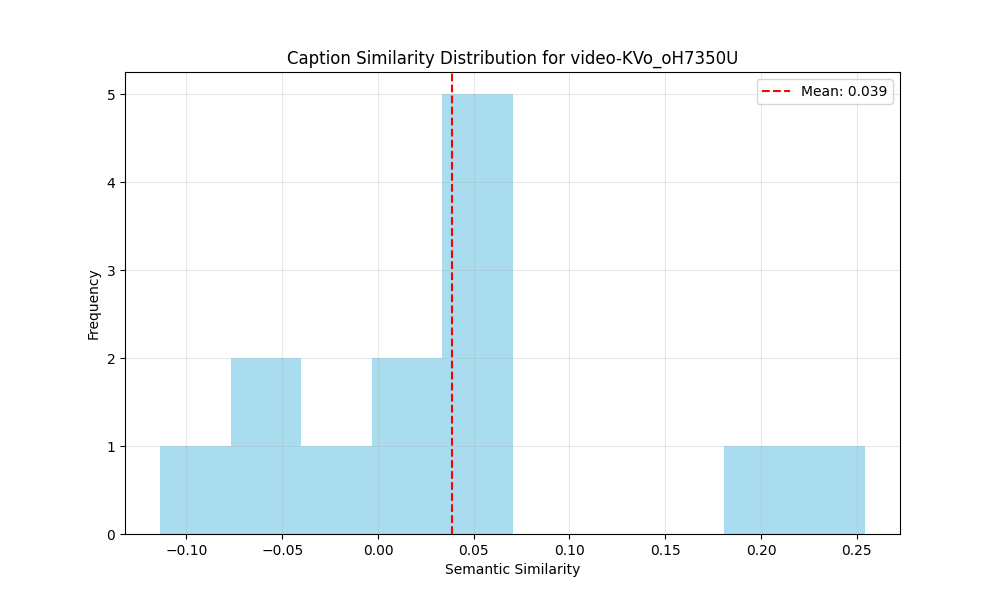 Caption Similarity Distribution for video-KVo_oH7350U
Mean: 0.039
5
4
3
2
1
0
Frequency
−0.10 −0.05 0.00 0.05 0.10 0.15 0.20 0.25
Semantic Similarity